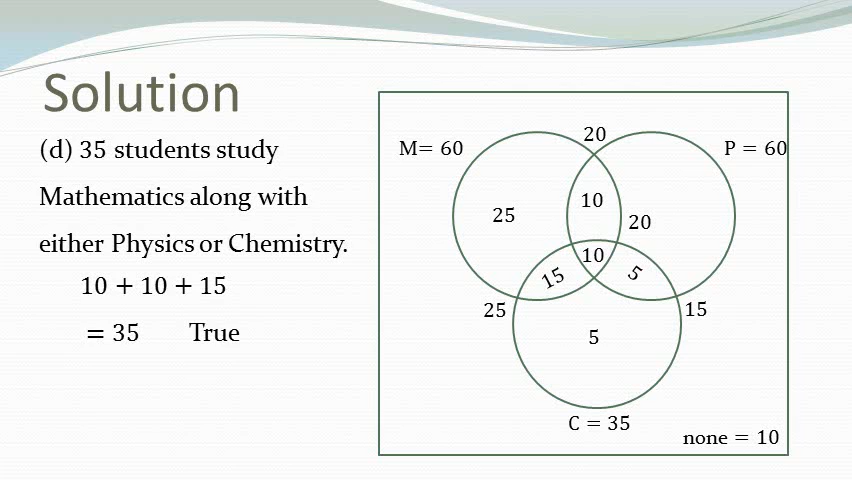 Solution
(d) 35 students study
Mathematics along with
either Physics or Chemistry.
10 + 10 + 15
= 35 True
20
M= 60
P = 60
10
25
20
10
15
5
25
15
5
C = 35
none = 10